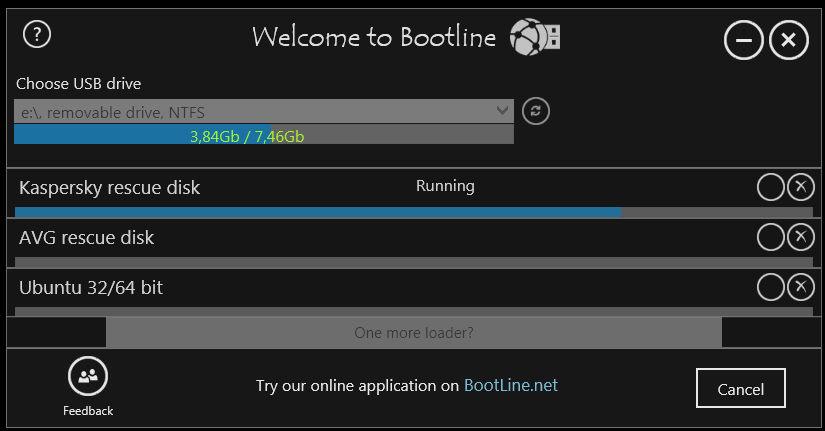 ?
Welcome to Bootline
Choose USB drive
e:\, removable drive, NTFS
3,84Gb / 7,46Gb
Kaspersky rescue disk
Running
AVG rescue disk
Ubuntu 32/64 bit
One more loader?
Feedback
Try our online application on BootLine.net
Cancel